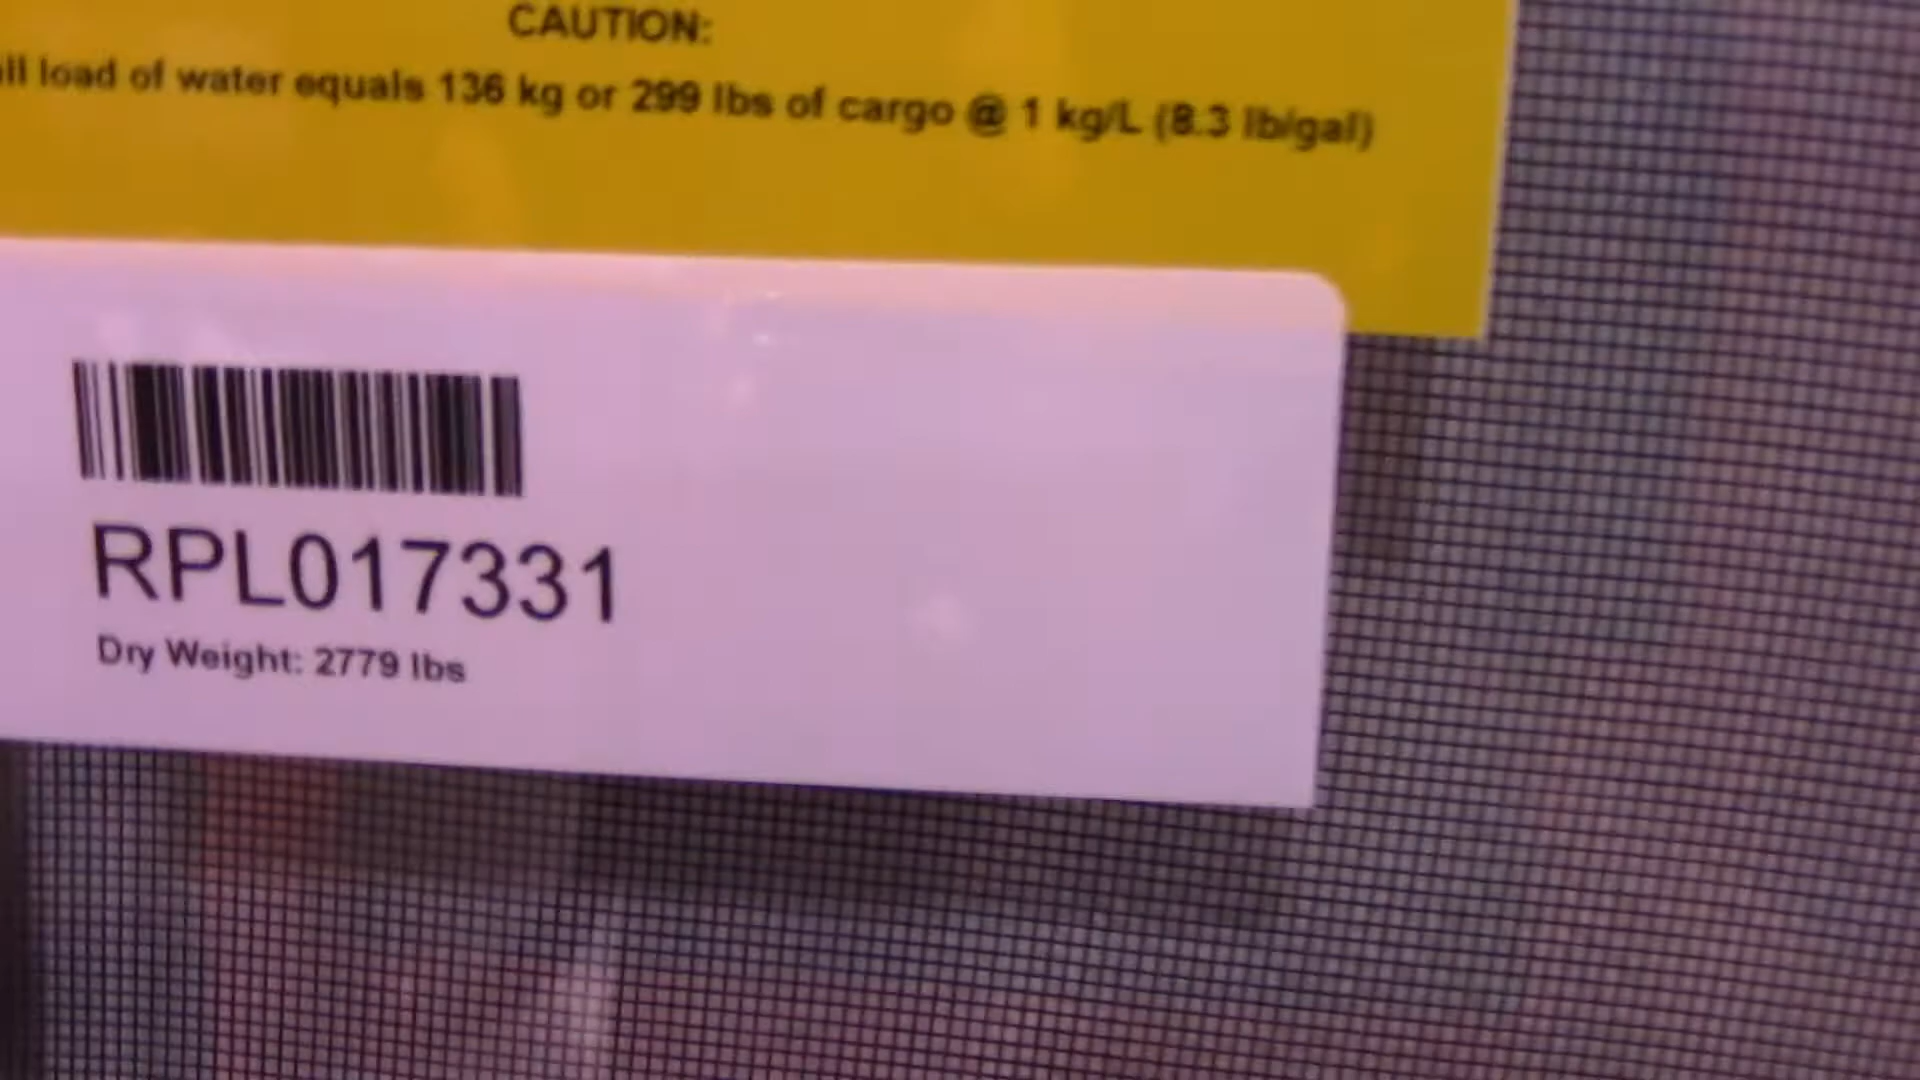 CAUTION:
load of water equals 136 kg or 299 lbs of cargo @ 1 kg/L (8.3 lb/gal)
RPL017331
Dry Weight: 2779 lbs